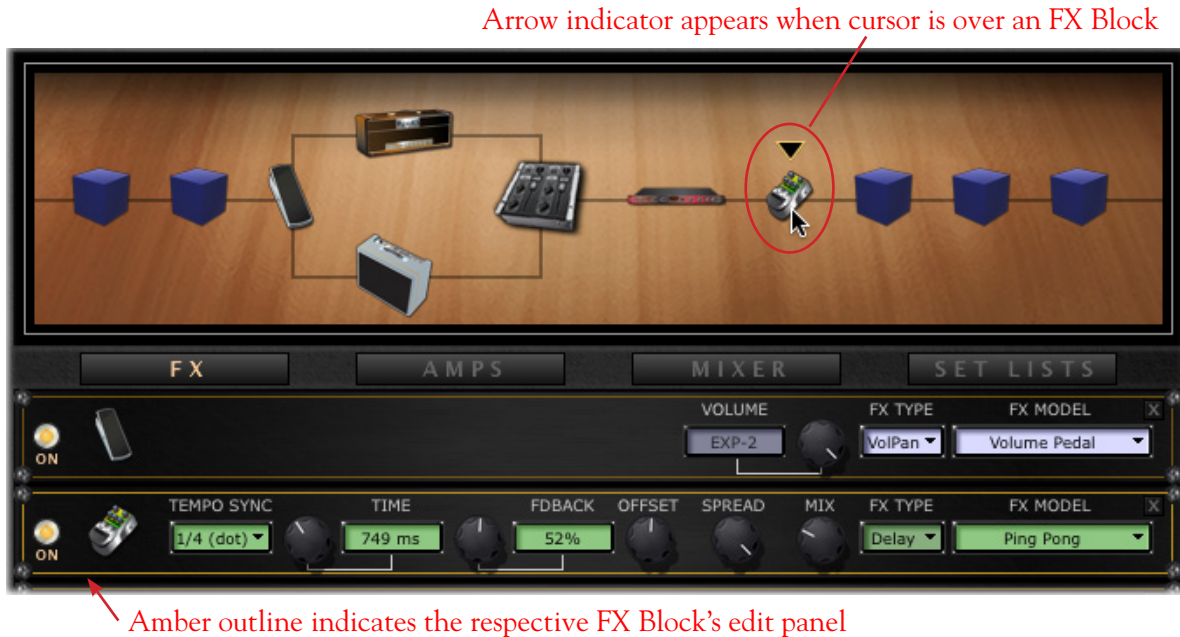 Arrow indicator appears when cursor is over an FX Block
FX AMPS MIXER SET LISTS
VOLUME FX TYPE FX MODEL X
ON EXP-2 VolPan Volume Pedal
TEMPO SYNC TIME FDBACK OFFSET SPREAD MIX FX TYPE FX MODEL X
ON 1/4 (dot) 749 ms 52% Delay Ping Pong
Amber outline indicates the respective FX Block's edit panel